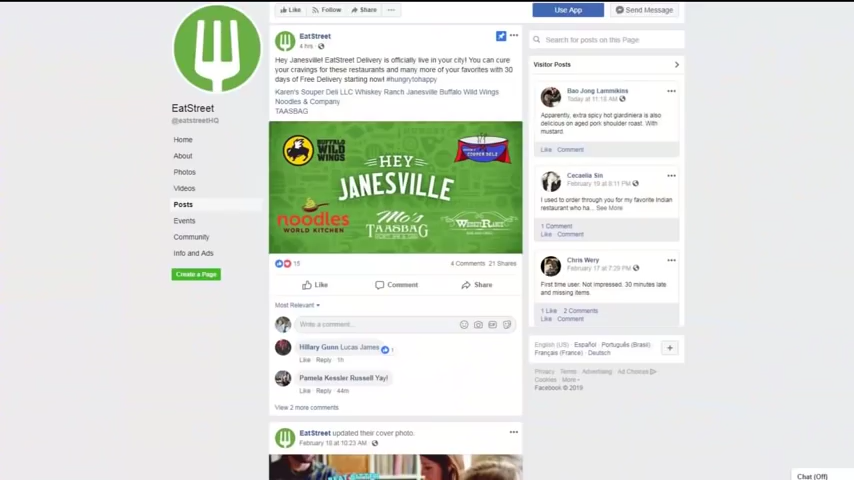 Like Follow Share ...
Use App
Send Message
EatStreet
@eatstreetHQ
Home
About
Photos
Videos
Posts
Events
Community
Info and Ads
Create a Page
EatStreet
4 hrs
Hey Janesville! EatStreet Delivery is officially live in your city! You can cure
your cravings for these restaurants and many more of your favorites with 30
days of Free Delivery starting now! #hungrytohappy
Karen's Souper Deli LLC Whiskey Ranch Janesville Buffalo Wild Wings
Noodles & Company
TAASBAG
BUFFALO
WILD
WINGS
HEY
JANESVILLE
noodles
WORLD KITCHEN
Mo's
TAASBAG
15
4 Comments 21 Shares
Like Comment Share
Most Relevant
Write a comment...
Hillary Gunn Lucas James
1
Like · Reply · 1h
Pamela Kessler Russell Yay!
Like · Reply · 44m
View 2 more comments
EatStreet updated their cover photo.
February 18 at 10:23 AM
Search for posts on this Page
Visitor Posts
Bao Jong Lammikins
Today at 11:18 AM
Apparently, extra spicy hot giardiniera is also
delicious on aged pork shoulder roast. With
mustard.
Like · Comment
Cecaelia Sin
February 19 at 8:11 PM
I used to order through you for my favorite Indian
restaurant who ha... See More
1 Comment
Like · Comment
Chris Wery
February 17 at 7:29 PM
First time user. Not impressed. 30 minutes late
and missing items.
1 Like · 2 Comments
Like · Comment
English (US) · Español · Português (Brasil) ·
Français (France) · Deutsch
Privacy · Terms · Advertising · Ad Choices
Cookies · More
Facebook © 2019
Chat (Off)